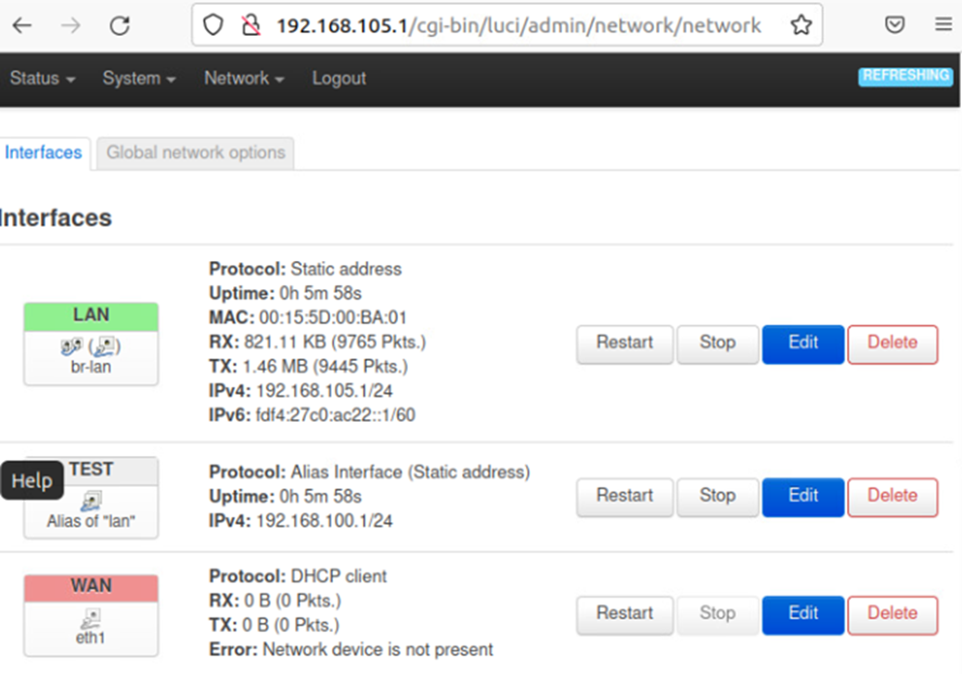 192.168.105.1/cgi-bin/luci/admin/network/network
Status System Network Logout REFRESHING
Interfaces Global network options
Interfaces
LAN
br-lan
Protocol: Static address
Uptime: 0h 5m 58s
MAC: 00:15:5D:00:BA:01
RX: 821.11 KB (9765 Pkts.)
TX: 1.46 MB (9445 Pkts.)
IPv4: 192.168.105.1/24
IPv6: fdf4:27c0:ac22::1/60
Restart Stop Edit Delete
Help
TEST
Alias of "lan"
Protocol: Alias Interface (Static address)
Uptime: 0h 5m 58s
IPv4: 192.168.100.1/24
Restart Stop Edit Delete
WAN
eth1
Protocol: DHCP client
RX: 0 B (0 Pkts.)
TX: 0 B (0 Pkts.)
Error: Network device is not present
Restart Stop Edit Delete